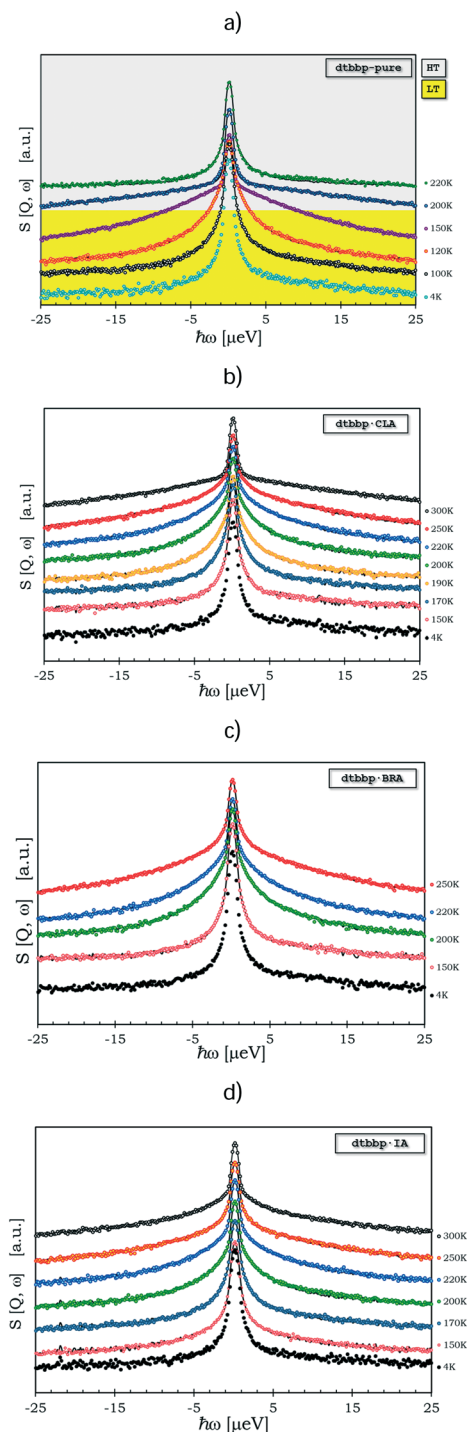 a)
dtbbp-pure
HT
LT
S [Q, ω] [a.u.]
220K
200K
150K
120K
100K
4K
-25 -15 -5 5 15 25
ħω [μeV]
b)
dtbbp·CLA
S [Q, ω] [a.u.]
300K
250K
220K
200K
190K
170K
150K
4K
-25 -15 -5 5 15 25
ħω [μeV]
c)
dtbbp·BRA
S [Q, ω] [a.u.]
250K
220K
200K
150K
4K
-25 -15 -5 5 15 25
ħω [μeV]
d)
dtbbp·IA
S [Q, ω] [a.u.]
300K
250K
220K
200K
170K
150K
4K
-25 -15 -5 5 15 25
ħω [μeV]